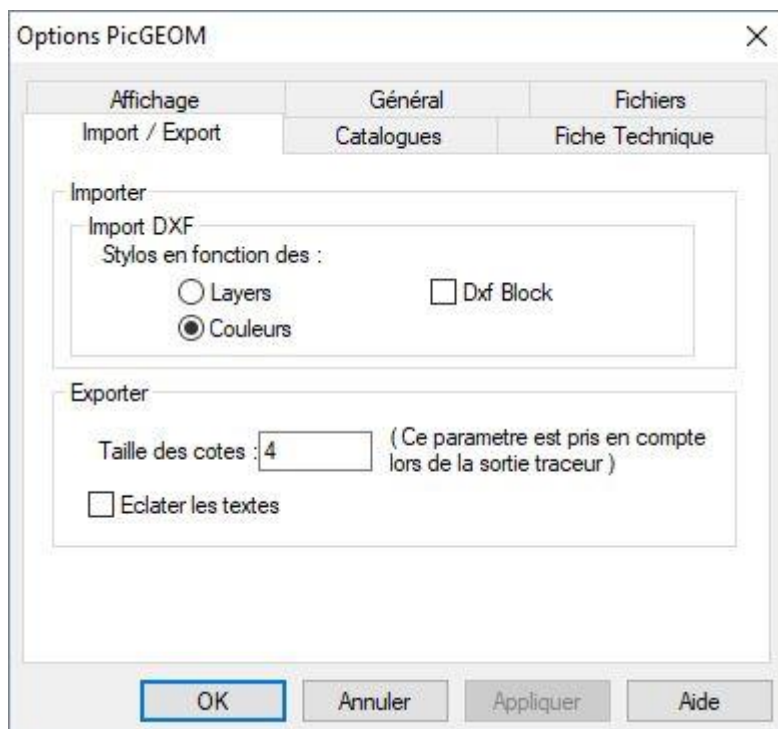 Options PicGEOM
Affichage
Général
Fichiers
Import / Export
Catalogues
Fiche Technique
Importer
Import DXF
Stylos en fonction des :
Layers
Dxf Block
Couleurs
Exporter
Taille des cotes : 4
( Ce parametre est pris en compte
lors de la sortie traceur )
Eclater les textes
OK
Annuler
Appliquer
Aide